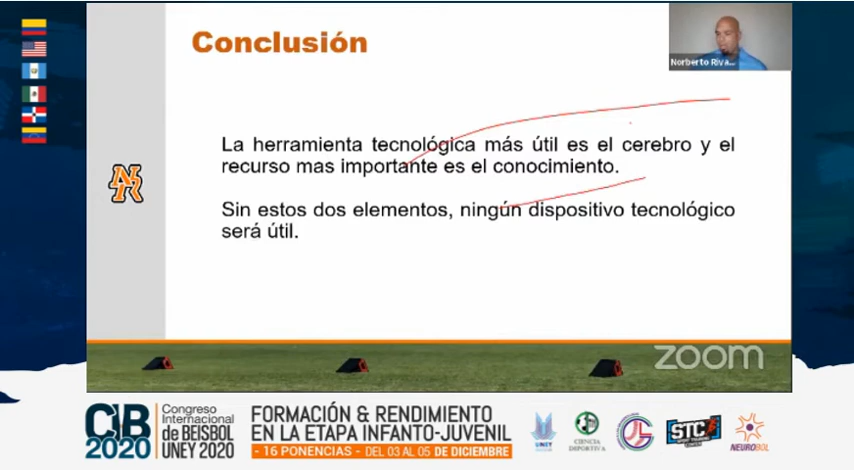 Conclusión
Norberto Riva...
La herramienta tecnológica más útil es el cerebro y el
recurso mas importante es el conocimiento.
Sin estos dos elementos, ningún dispositivo tecnológico
será útil.
NR
zoom
CIB
2020
Congreso
Internacional
de BEISBOL
UNEY 2020
FORMACIÓN & RENDIMIENTO
EN LA ETAPA INFANTO-JUVENIL
- 16 PONENCIAS - DEL 03 AL 05 DE DICIEMBRE
UNEY
CIENCIA
DEPORTIVA
STC
NEUROBOL